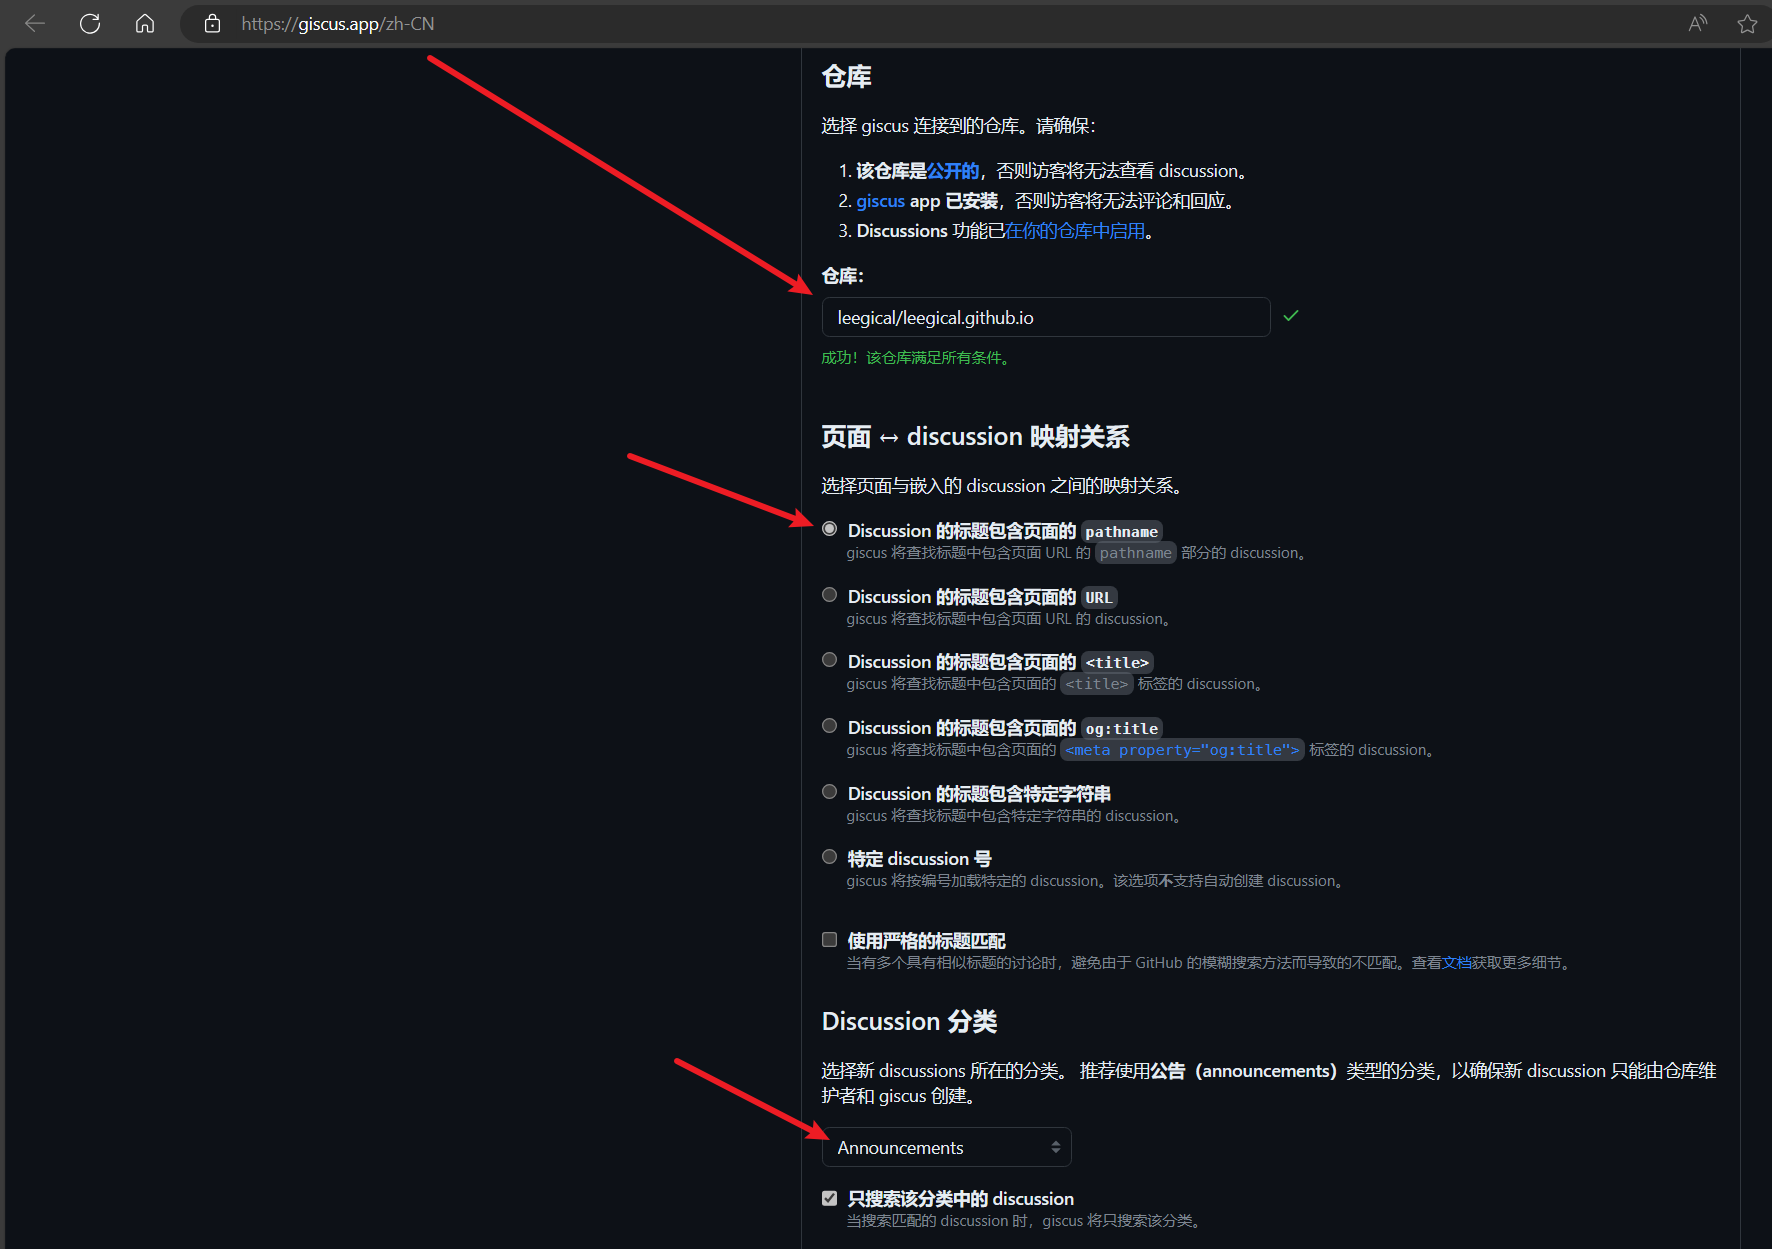 https://giscus.app/zh-CN
仓库
选择 giscus 连接到的仓库。请确保：
1. 该仓库是公开的，否则访客将无法查看 discussion。
2. giscus app 已安装，否则访客将无法评论和回应。
3. Discussions 功能已在你的仓库中启用。
仓库：
leegical/leegical.github.io
成功！该仓库满足所有条件。
页面 ↔ discussion 映射关系
选择页面与嵌入的 discussion 之间的映射关系。
Discussion 的标题包含页面的 pathname
giscus 将查找标题中包含页面 URL 的 pathname 部分的 discussion。
Discussion 的标题包含页面的 URL
giscus 将查找标题中包含页面 URL 的 discussion。
Discussion 的标题包含页面的 <title>
giscus 将查找标题中包含页面的 <title> 标签的 discussion。
Discussion 的标题包含页面的 og:title
giscus 将查找标题中包含页面的 <meta property="og:title"> 标签的 discussion。
Discussion 的标题包含特定字符串
giscus 将查找标题中包含特定字符串的 discussion。
特定 discussion 号
giscus 将按编号加载特定的 discussion。该选项不支持自动创建 discussion。
使用严格的标题匹配
当有多个具有相似标题的讨论时，避免由于 GitHub 的模糊搜索方法而导致的不匹配。查看文档获取更多细节。
Discussion 分类
选择新 discussions 所在的分类。 推荐使用公告（announcements）类型的分类，以确保新 discussion 只能由仓库维
护者和 giscus 创建。
Announcements
只搜索该分类中的 discussion
当搜索匹配的 discussion 时，giscus 将只搜索该分类。